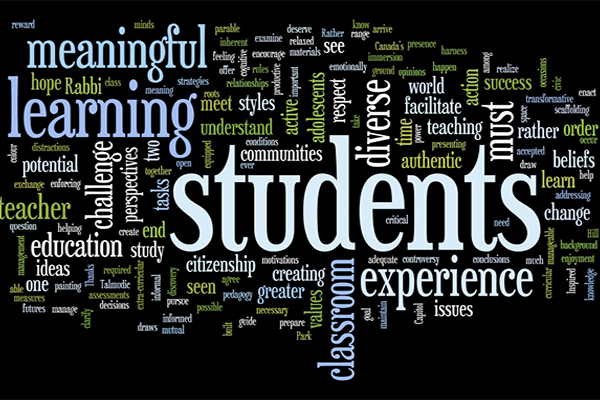 reward
minds
parable
inherent
feeling
offer
examine
cognitive
roles
relationships
deserve
relaxed
encourage
materials
productive
important
Rather
see
know
arrive
range
Canada's
presence
harness
immersion
emotionally
ground
opinions
happen
power
among
realize
civic
occasions
transformative
scaffolding
enact
meaningful
hope
Rabbi
class
strategies
meaning
roots
meet
styles
active
adolescents
respect
take
diverse
world
facilitate
action
success
learning
understand
conditions
ever
communities
time
teaching
presenting
authentic
must
space
rather
order
accepted
occur
draw
beliefs
help
colour
distractions
potential
exchange
enforcing
challenge
perspectives
two
open
together
tasks
equipped
students
learn
addressing
change
teacher
question
helping
create
end
education
study
critical
need
Hill
background
enjoyment
management
ideas
one
painting
Thanks
required
Talmudic
extra-curricular
informal
discovery
citizenship
motivations
creating
agree
seen
pedagogy
greater
classroom
adequate
controversy
conclusions
much
experience
curricular
manageable
Inspired
knowledge
able
measures
assessments
futures
manage
decisions
clarify
pursue
possible
necessary
values
goal
maintain
Capitol
issues
draws
informed
mutual
built
guide
prepare
Park